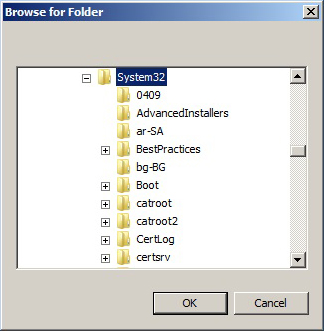 Browse for Folder
System32
0409
AdvancedInstallers
ar-SA
BestPractices
bg-BG
Boot
catroot
catroot2
CertLog
certsrv
OK
Cancel